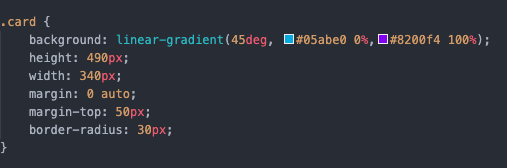 .card {
background: linear-gradient(45deg, #05abe0 0%,#8200f4 100%);
height: 490px;
width: 340px;
margin: 0 auto;
margin-top: 50px;
border-radius: 30px;
}